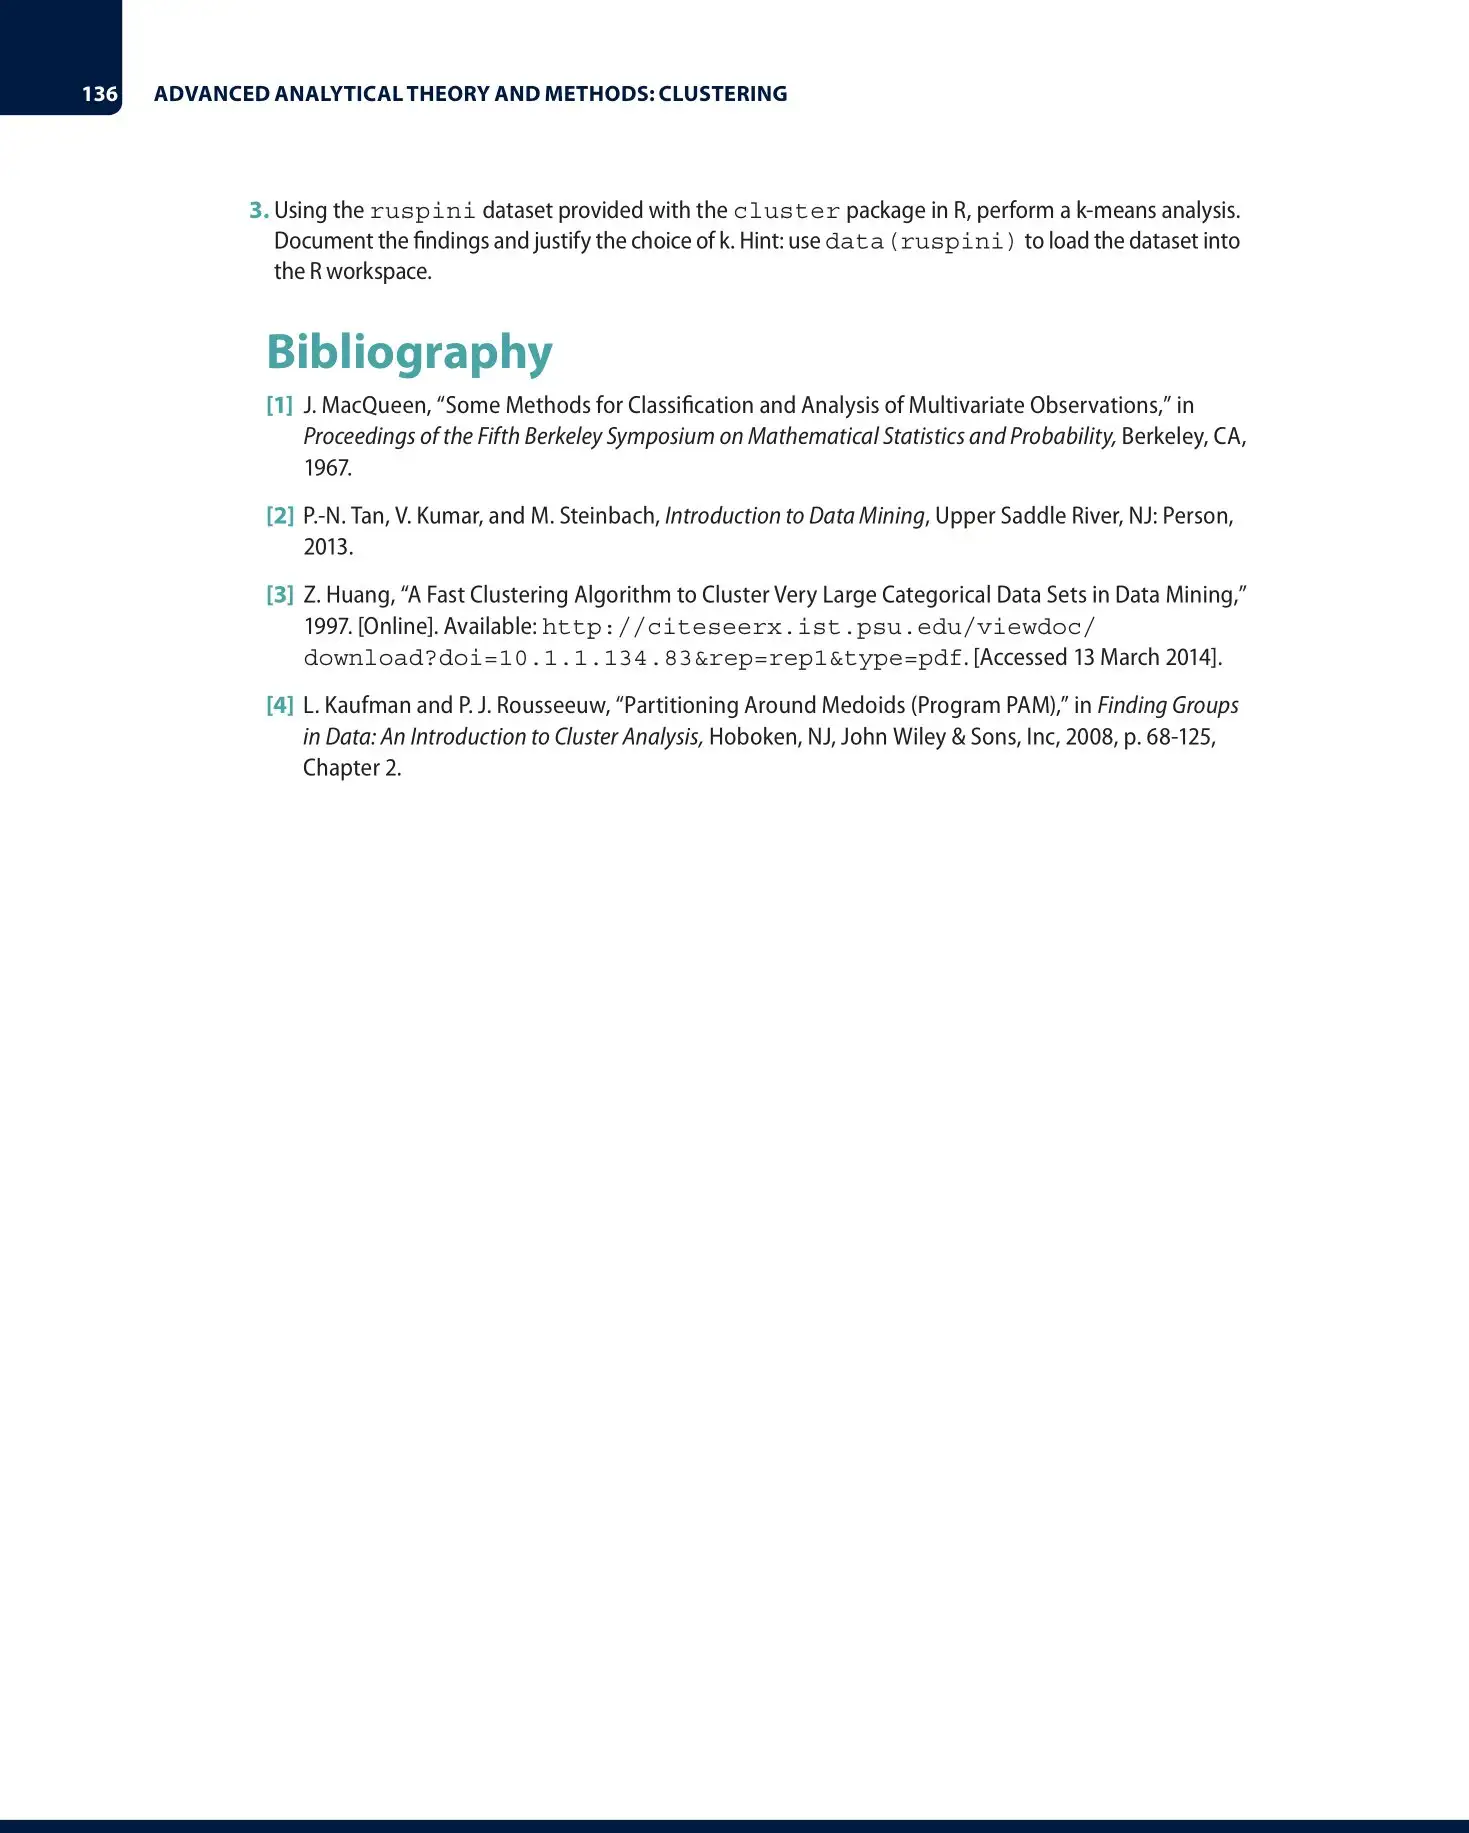 136 ADVANCED ANALYTICAL THEORY AND METHODS: CLUSTERING
3. Using the ruspini dataset provided with the cluster package in R, perform a k-means analysis.
Document the findings and justify the choice of k. Hint: use data(ruspini) to load the dataset into
the R workspace.
Bibliography
[1] J. MacQueen, “Some Methods for Classification and Analysis of Multivariate Observations,” in
Proceedings of the Fifth Berkeley Symposium on Mathematical Statistics and Probability, Berkeley, CA,
1967.
[2] P.-N. Tan, V. Kumar, and M. Steinbach, Introduction to Data Mining, Upper Saddle River, NJ: Person,
2013.
[3] Z. Huang, “A Fast Clustering Algorithm to Cluster Very Large Categorical Data Sets in Data Mining,”
1997. [Online]. Available: http://citeseerx.ist.psu.edu/viewdoc/
download?doi=10.1.1.134.83&rep=rep1&type=pdf. [Accessed 13 March 2014].
[4] L. Kaufman and P. J. Rousseeuw, “Partitioning Around Medoids (Program PAM),” in Finding Groups
in Data: An Introduction to Cluster Analysis, Hoboken, NJ, John Wiley & Sons, Inc, 2008, p. 68-125,
Chapter 2.